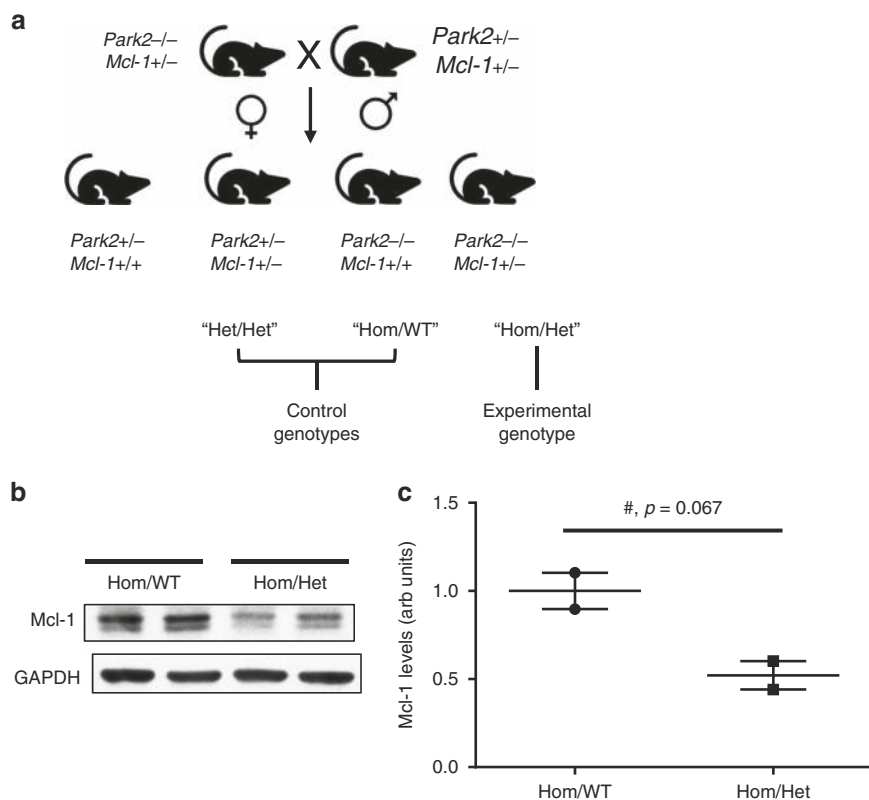 a
Park2–/–
Mcl-1+/–
X
Park2+/–
Mcl-1+/–
Park2+/–
Mcl-1+/+
Park2+/–
Mcl-1+/–
Park2–/–
Mcl-1+/+
Park2–/–
Mcl-1+/–
“Het/Het”
“Hom/WT”
“Hom/Het”
Control
genotypes
Experimental
genotype
b
Hom/WT
Hom/Het
Mcl-1
GAPDH
c
Mcl-1 levels (arb units)
1.5
1.0
0.5
0.0
#, p = 0.067
Hom/WT
Hom/Het